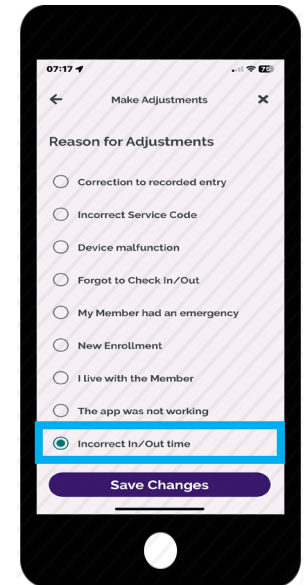 07:17
75
Make Adjustments
Reason for Adjustments
Correction to recorded entry
Incorrect Service Code
Device malfunction
Forgot to Check In/Out
My Member had an emergency
New Enrollment
I live with the Member
The app was not working
Incorrect In/Out time
Save Changes